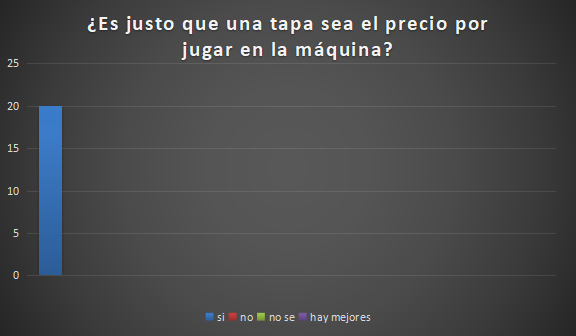 ¿Es justo que una tapa sea el precio por
jugar en la máquina?
25
20
15
10
5
0
si no no se hay mejores